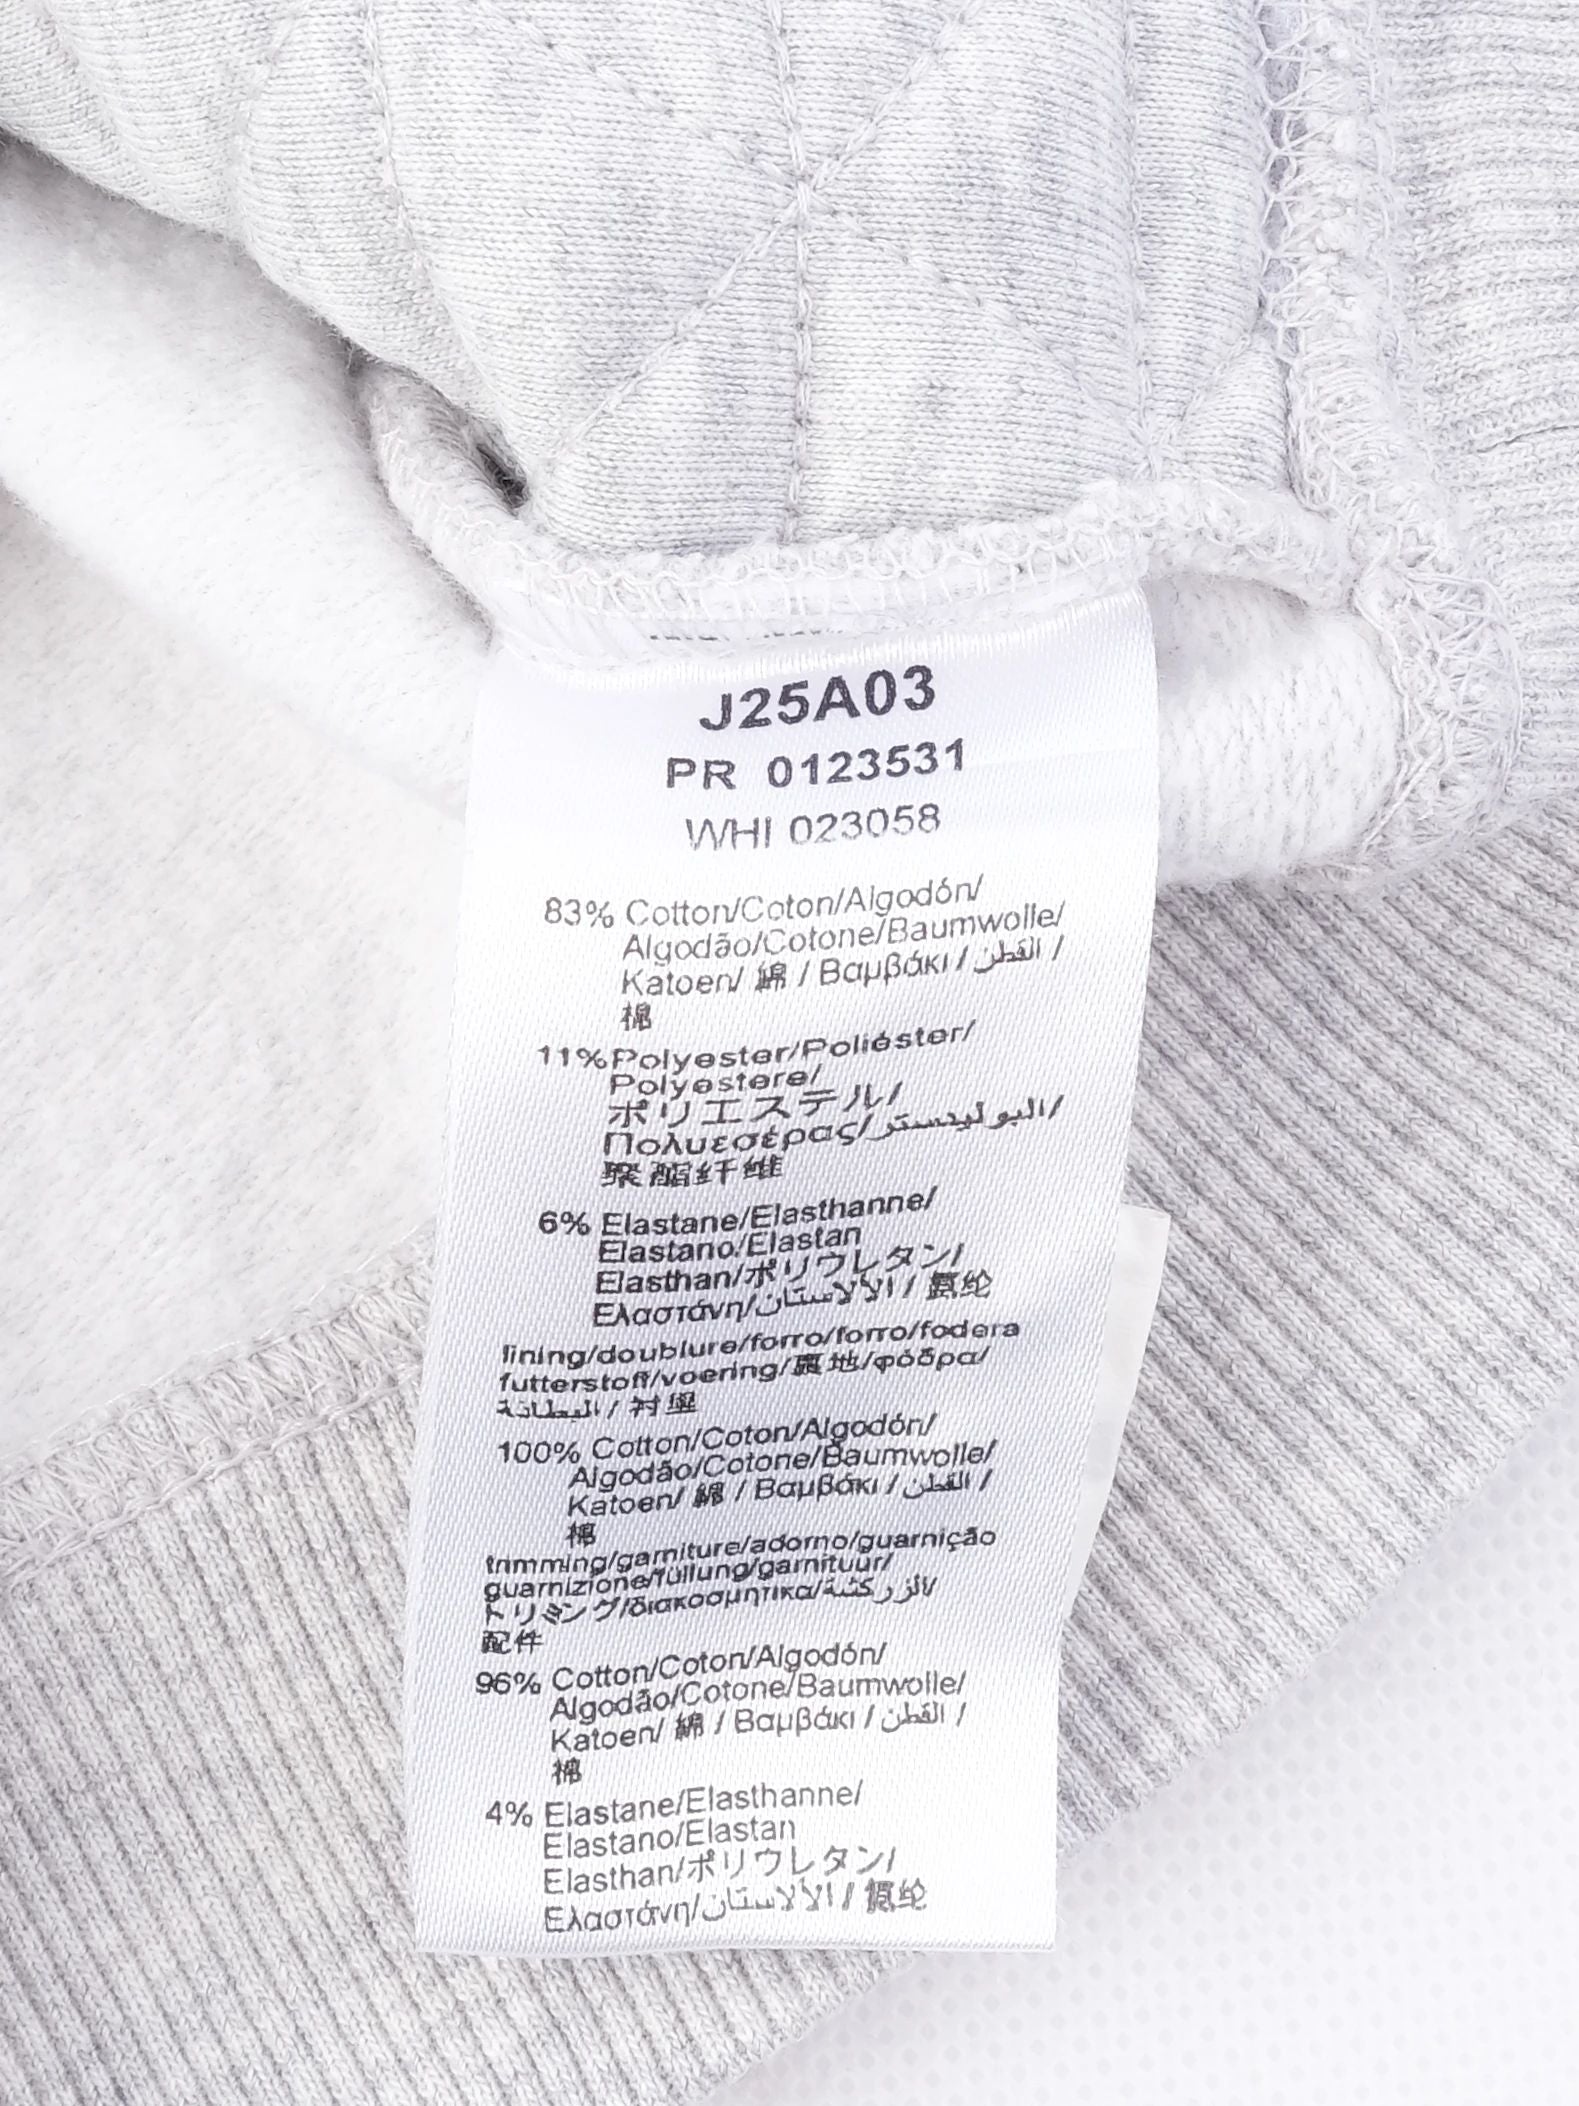 J25A03
PR 0123531
WHI 023058
83% Cotton/Coton/Algodón/
Algodão/Cotone/Baumwolle/
Katoen/ 綿 / Βαμβάκι / القطن /
棉
11%Polyester/Poliéster/
Polyestere/
ポリエステル/
Πολυεσέρας/البوليستر/
聚酯纤维
6% Elastane/Elasthanne/
Elastano/Elastan
Elasthan/ポリウレタン/
Ελαστάνη/الالاستان / 氨纶
lining/doublure/forro/forro/fodera
futterstoff/voering/裏地/φόδρα/
البطانة / 衬里
100% Cotton/Coton/Algodón/
Algodão/Cotone/Baumwolle/
Katoen/ 綿 / Βαμβάκι / القطن /
棉
trimming/garniture/adorno/guarnição
guarnizione/füllung/garnituur/
トリミング/διακοσμητικα/الزركشة/
配件
96% Cotton/Coton/Algodón/
Algodão/Cotone/Baumwolle/
Katoen/ 綿 / Βαμβάκι / القطن /
棉
4% Elastane/Elasthanne/
Elastano/Elastan
Elasthan/ポリウレタン/
Ελαστάνη/الالاستان / 氨纶